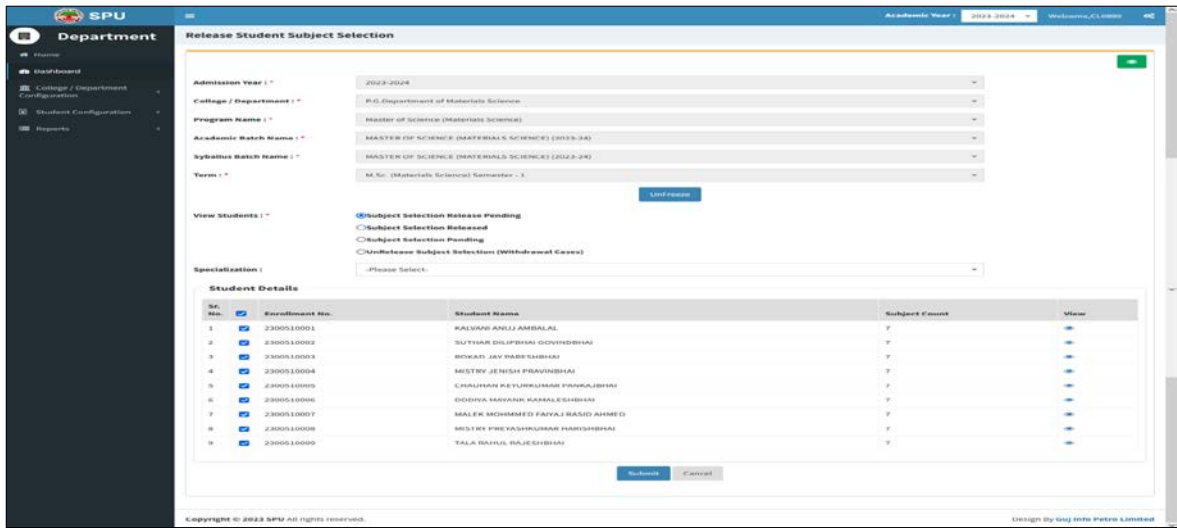 SPU
Academic Year :
2023-2024
Welcome,CL0880
Department
Release Student Subject Selection
Home
Dashboard
College / Department
Configuration
Student Configuration
Reports
Admission Year : *
2023-2024
College / Department : *
P.G.Department of Materials Science
Program Name : *
Master of Science (Materials Science)
Academic Batch Name : *
MASTER OF SCIENCE (MATERIALS SCIENCE) (2023-24)
Syballus Batch Name : *
MASTER OF SCIENCE (MATERIALS SCIENCE) (2023-24)
Term : *
M.Sc. (Materials Science) Semester - 1
UnFreeze
View Students : *
Subject Selection Release Pending
Subject Selection Released
Subject Selection Pending
UnRelease Subject Selection (Withdrawal Cases)
Specialization :
-Please Select-
Student Details
Sr. No. Enrollment No. Student Name Subject Count View
1 2300510001 KALVANI ANUJ AMBALAL 7
2 2300510002 SUTHAR DILIPBHAI GOVINDBHAI 7
3 2300510003 ROKAD JAY PARESHBHAI 7
4 2300510004 MISTRY JENISH PRAVINBHAI 7
5 2300510005 CHAUHAN KEYURKUMAR PANKAJBHAI 7
6 2300510006 DODIYA MAYANK KAMALESHBHAI 7
7 2300510007 MALEK MOHMMED FAIYAJ RASID AHMED 7
8 2300510008 MISTRY PREYASHKUMAR HARISHBHAI 7
9 2300510009 TALA RAHUL RAJESHBHAI 7
Submit
Cancel
Copyright © 2023 SPU All rights reserved.
Design By Guj Info Petro Limited